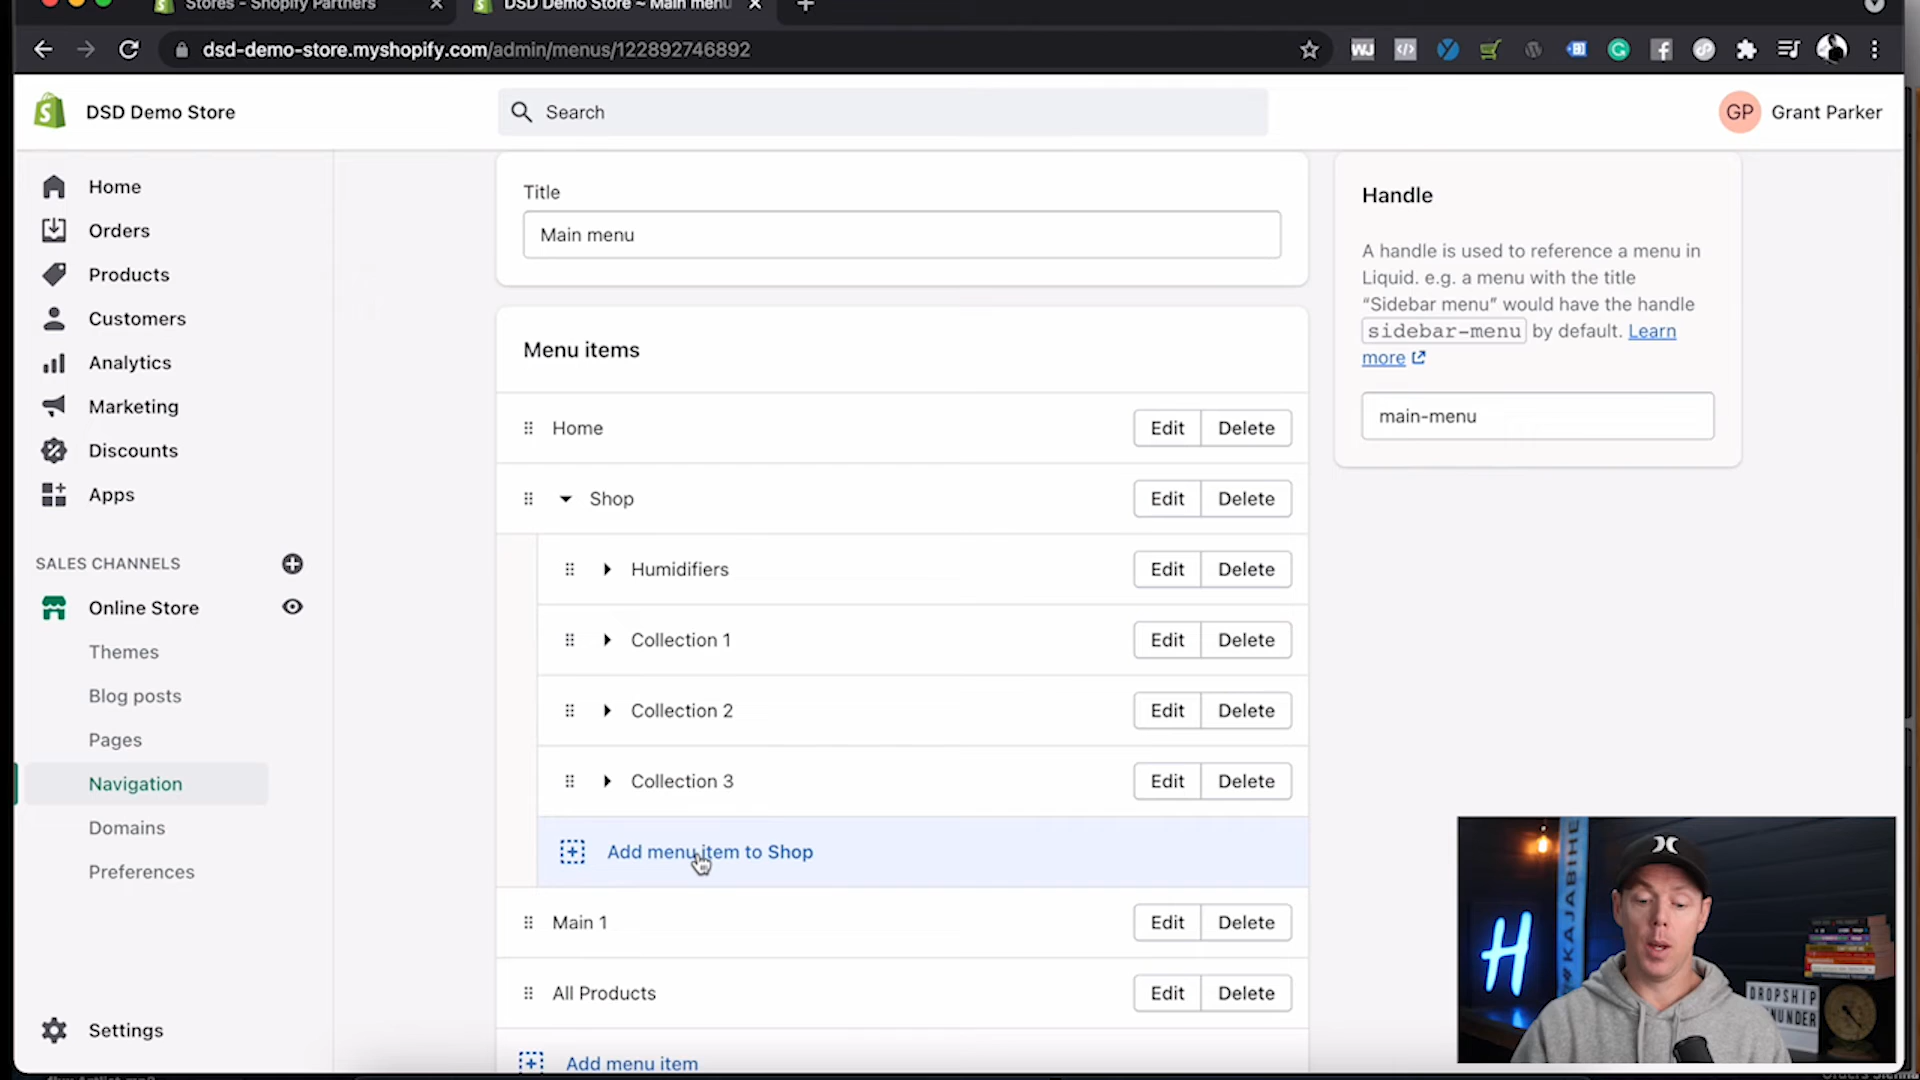 Stores - Shopify Partners
DSD Demo Store ~ Main menu
dsd-demo-store.myshopify.com/admin/menus/122892746892
DSD Demo Store
Search
GP
Grant Parker
Home
Orders
Products
Customers
Analytics
Marketing
Discounts
Apps
SALES CHANNELS
Online Store
Themes
Blog posts
Pages
Navigation
Domains
Preferences
Settings
Title
Main menu
Menu items
Home
Edit
Delete
Shop
Edit
Delete
Humidifiers
Edit
Delete
Collection 1
Edit
Delete
Collection 2
Edit
Delete
Collection 3
Edit
Delete
Add menu item to Shop
Main 1
Edit
Delete
All Products
Edit
Delete
Add menu item
Handle
A handle is used to reference a menu in
Liquid. e.g. a menu with the title
“Sidebar menu” would have the handle
sidebar-menu by default. Learn
more
main-menu
H
#KAJABIHE
DROPSHIP
UNDER